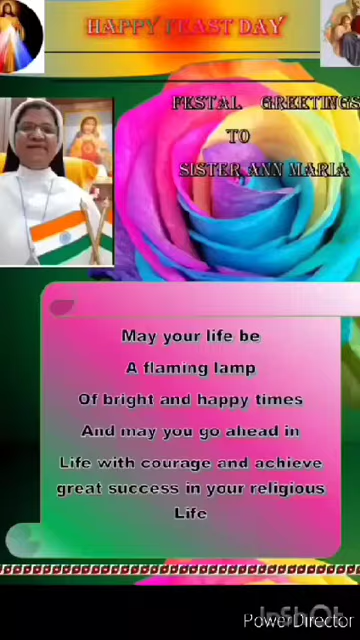 HAPPY FEAST DAY
FESTAL GREETINGS
TO
SISTER ANN MARIA
May your life be
A flaming lamp
Of bright and happy times
And may you go ahead in
Life with courage and achieve
great success in your religious
Life
InShOt
PowerDirector